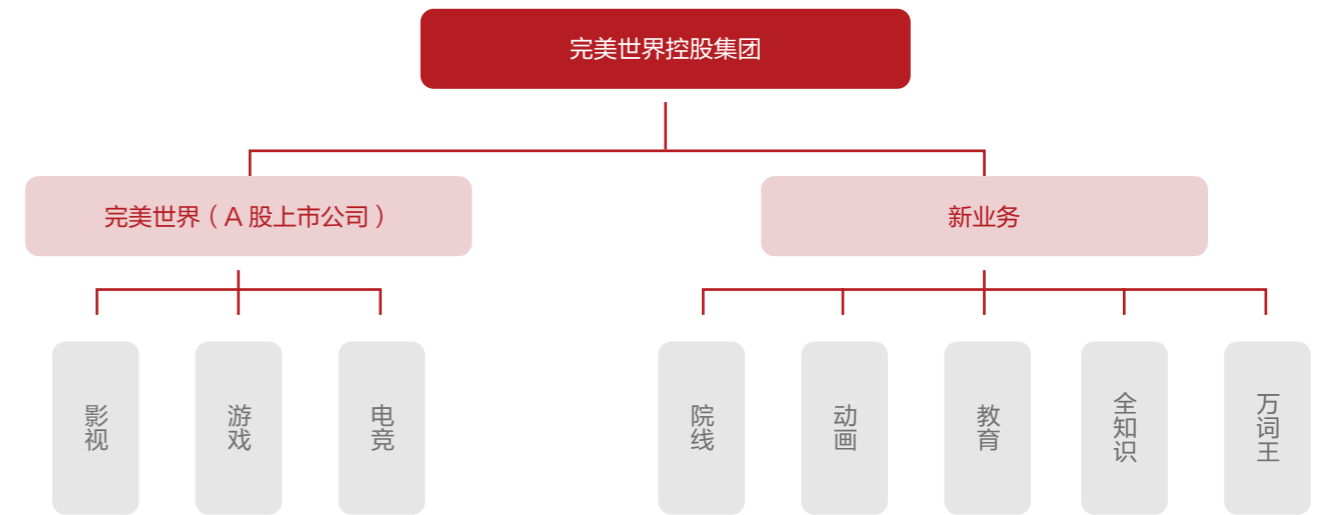 完美世界控股集团
完美世界（A 股上市公司）
新业务
影视
游戏
电竞
院线
动画
教育
全知识
万词王